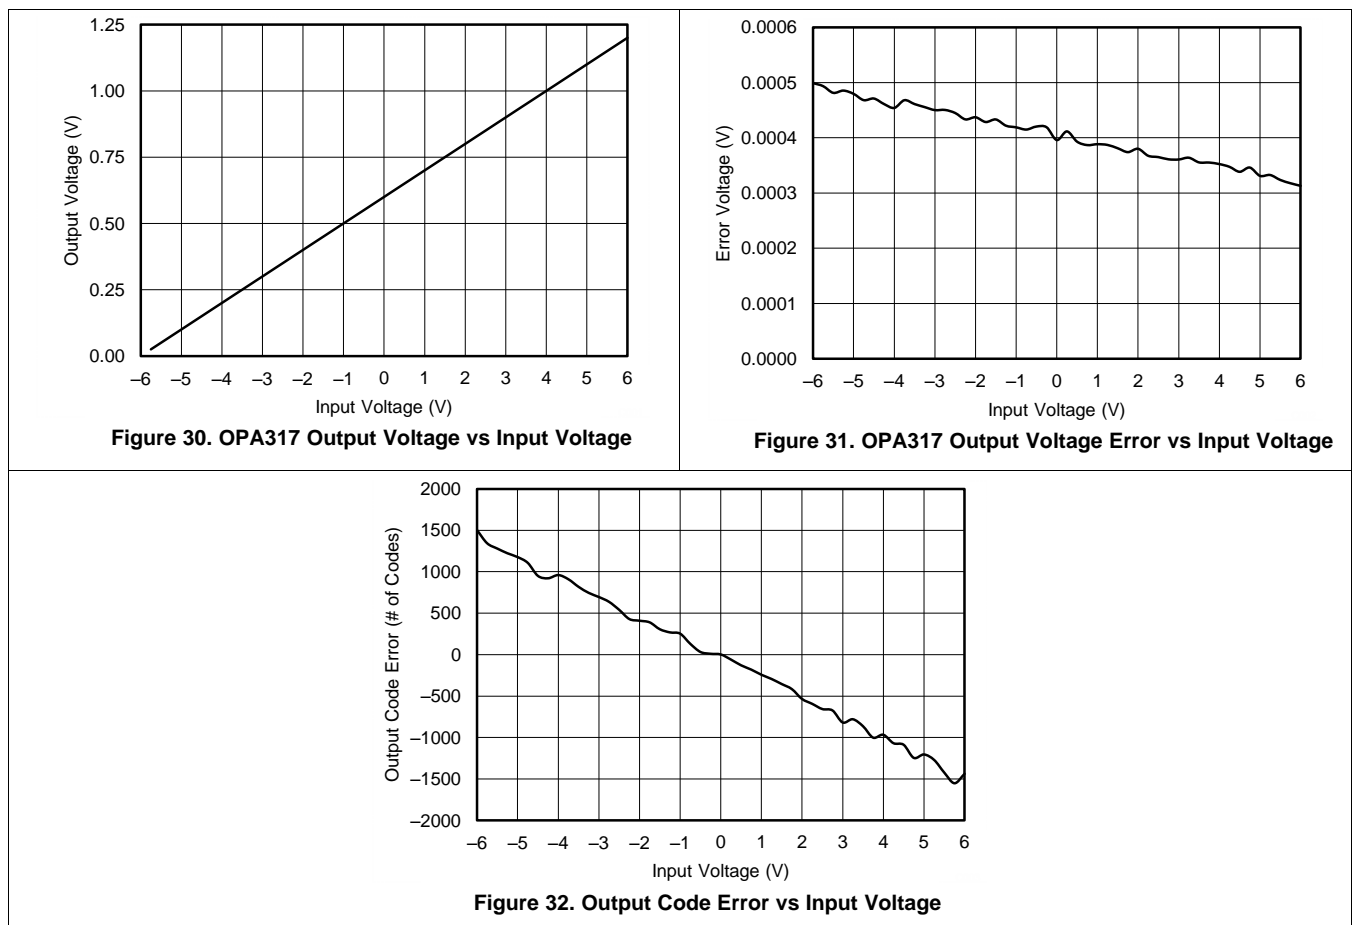 1.25
1.00
0.75
0.50
0.25
0.00
Output Voltage (V)
–6 –5 –4 –3 –2 –1 0 1 2 3 4 5 6
Input Voltage (V)
Figure 30. OPA317 Output Voltage vs Input Voltage
0.0006
0.0005
0.0004
0.0003
0.0002
0.0001
0.0000
Error Voltage (V)
–6 –5 –4 –3 –2 –1 0 1 2 3 4 5 6
Input Voltage (V)
Figure 31. OPA317 Output Voltage Error vs Input Voltage
2000
1500
1000
500
0
–500
–1000
–1500
–2000
Output Code Error (# of Codes)
–6 –5 –4 –3 –2 –1 0 1 2 3 4 5 6
Input Voltage (V)
Figure 32. Output Code Error vs Input Voltage